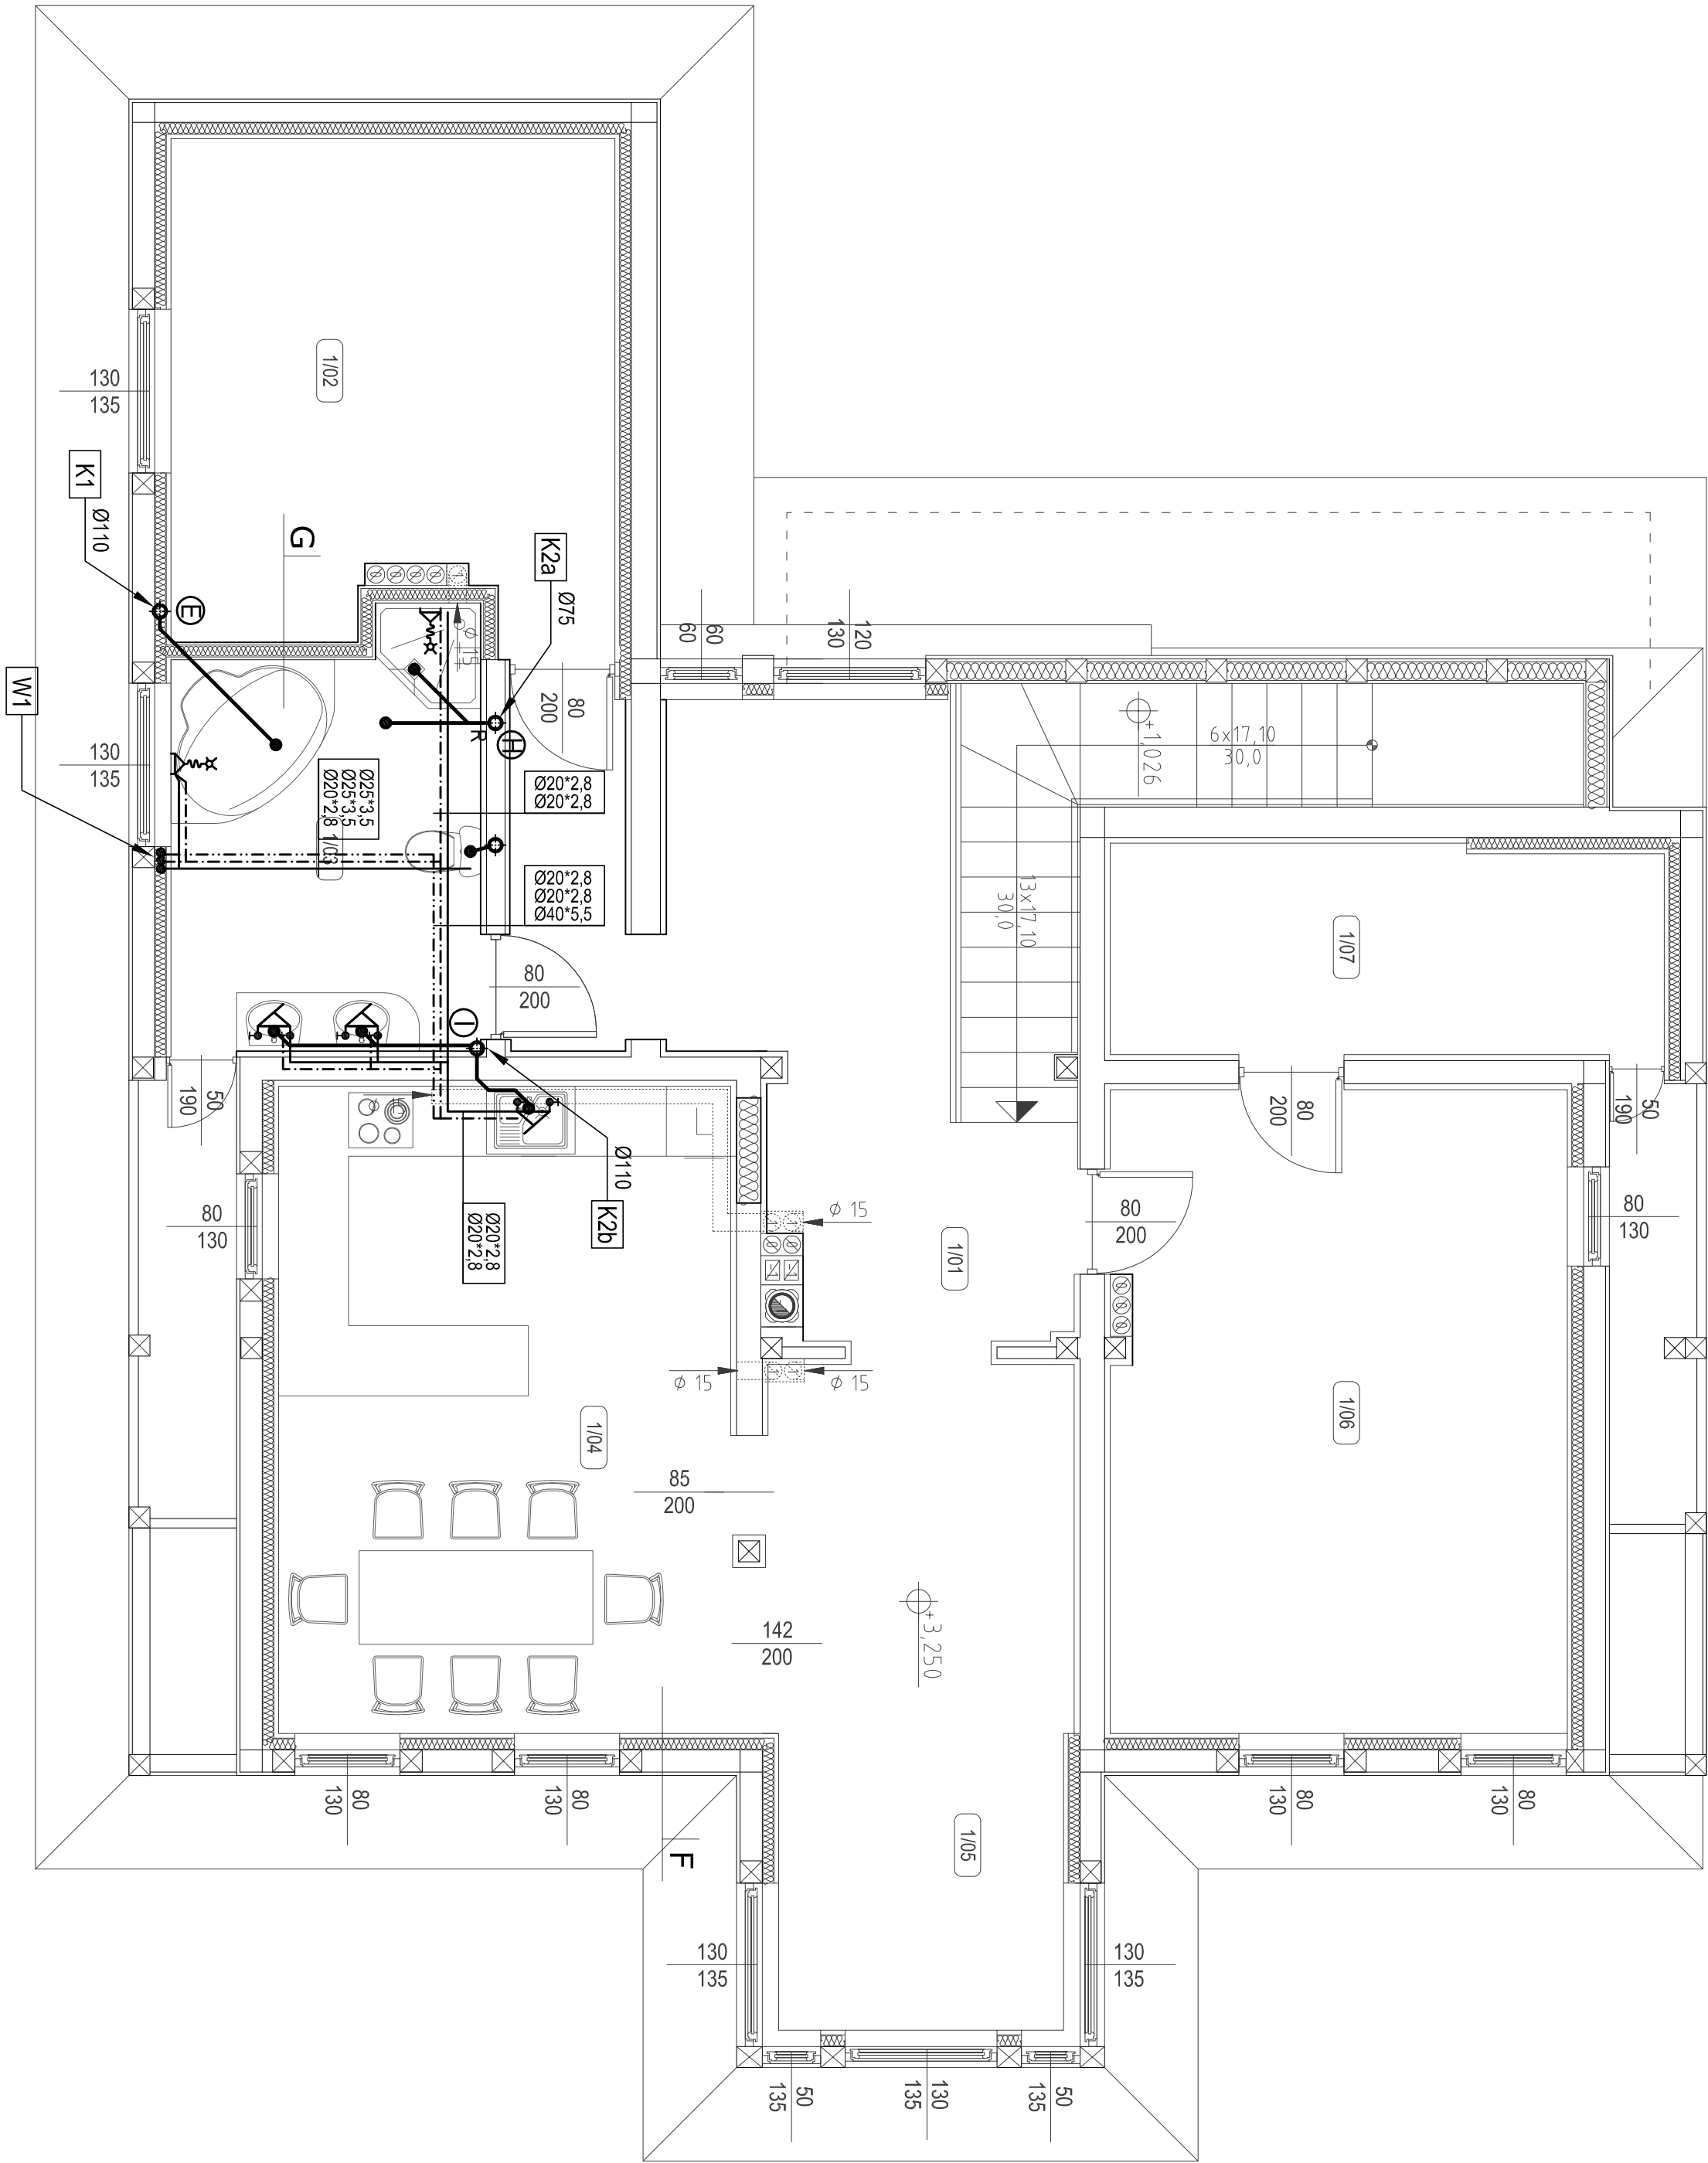 1/02
130
135
K1
Ø110
G
E
K2a
Ø75
60
60
120
130
80
200
R
H
Ø20*2,8
Ø20*2,8
+1,026
6x17,10
30,0
W1
130
135
Ø25*3,5
Ø25*3,5
Ø20*2,8
1/03
Ø20*2,8
Ø20*2,8
Ø40*5,5
13x17,10
30,0
1/07
80
200
I
50
190
80
200
50
190
80
130
Ø110
K2b
Ø20*2,8
Ø20*2,8
ϕ 15
1/01
80
200
80
130
ϕ 15
ϕ 15
1/06
1/04
85
200
142
200
+3,250
80
130
80
130
F
1/05
80
130
80
130
130
135
130
135
50
135
130
135
50
135